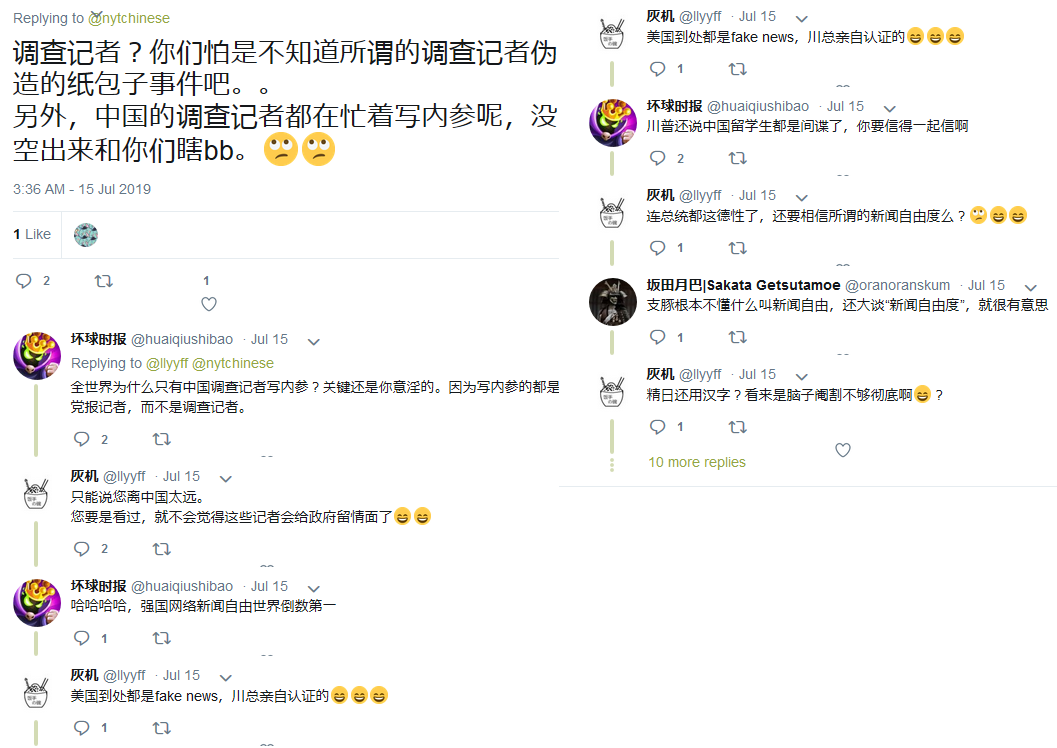 Replying to @nytchinese
调查记者？你们怕是不知道所谓的调查记者伪
造的纸包子事件吧。。
另外，中国的调查记者都在忙着写内参呢，没
空出来和你们瞎bb。🙄🙄
3:36 AM - 15 Jul 2019
1 Like
2
1
坏球时报 @huaiqiushibao · Jul 15
Replying to @llyyff @nytchinese
全世界为什么只有中国调查记者写内参？关键还是你意淫的。因为写内参的都是
党报记者，而不是调查记者。
2
灰机 @llyyff · Jul 15
只能说您离中国太远。
您要是看过，就不会觉得这些记者会给政府留情面了😄😄
2
坏球时报 @huaiqiushibao · Jul 15
哈哈哈哈，强国网络新闻自由世界倒数第一
1
灰机 @llyyff · Jul 15
美国到处都是fake news，川总亲自认证的😄😄😄
1
灰机 @llyyff · Jul 15
美国到处都是fake news，川总亲自认证的😄😄😄
1
坏球时报 @huaiqiushibao · Jul 15
川普还说中国留学生都是间谍了，你要信得一起信啊
2
灰机 @llyyff · Jul 15
连总统都这德性了，还要相信所谓的新闻自由度么？🙄😄😄
1
坂田月巴|Sakata Getsutamoe @oranoranskum · Jul 15
支豚根本不懂什么叫新闻自由，还大谈“新闻自由度”，就很有意思
1
灰机 @llyyff · Jul 15
精日还用汉字？看来是脑子阉割不够彻底啊😄？
1
10 more replies